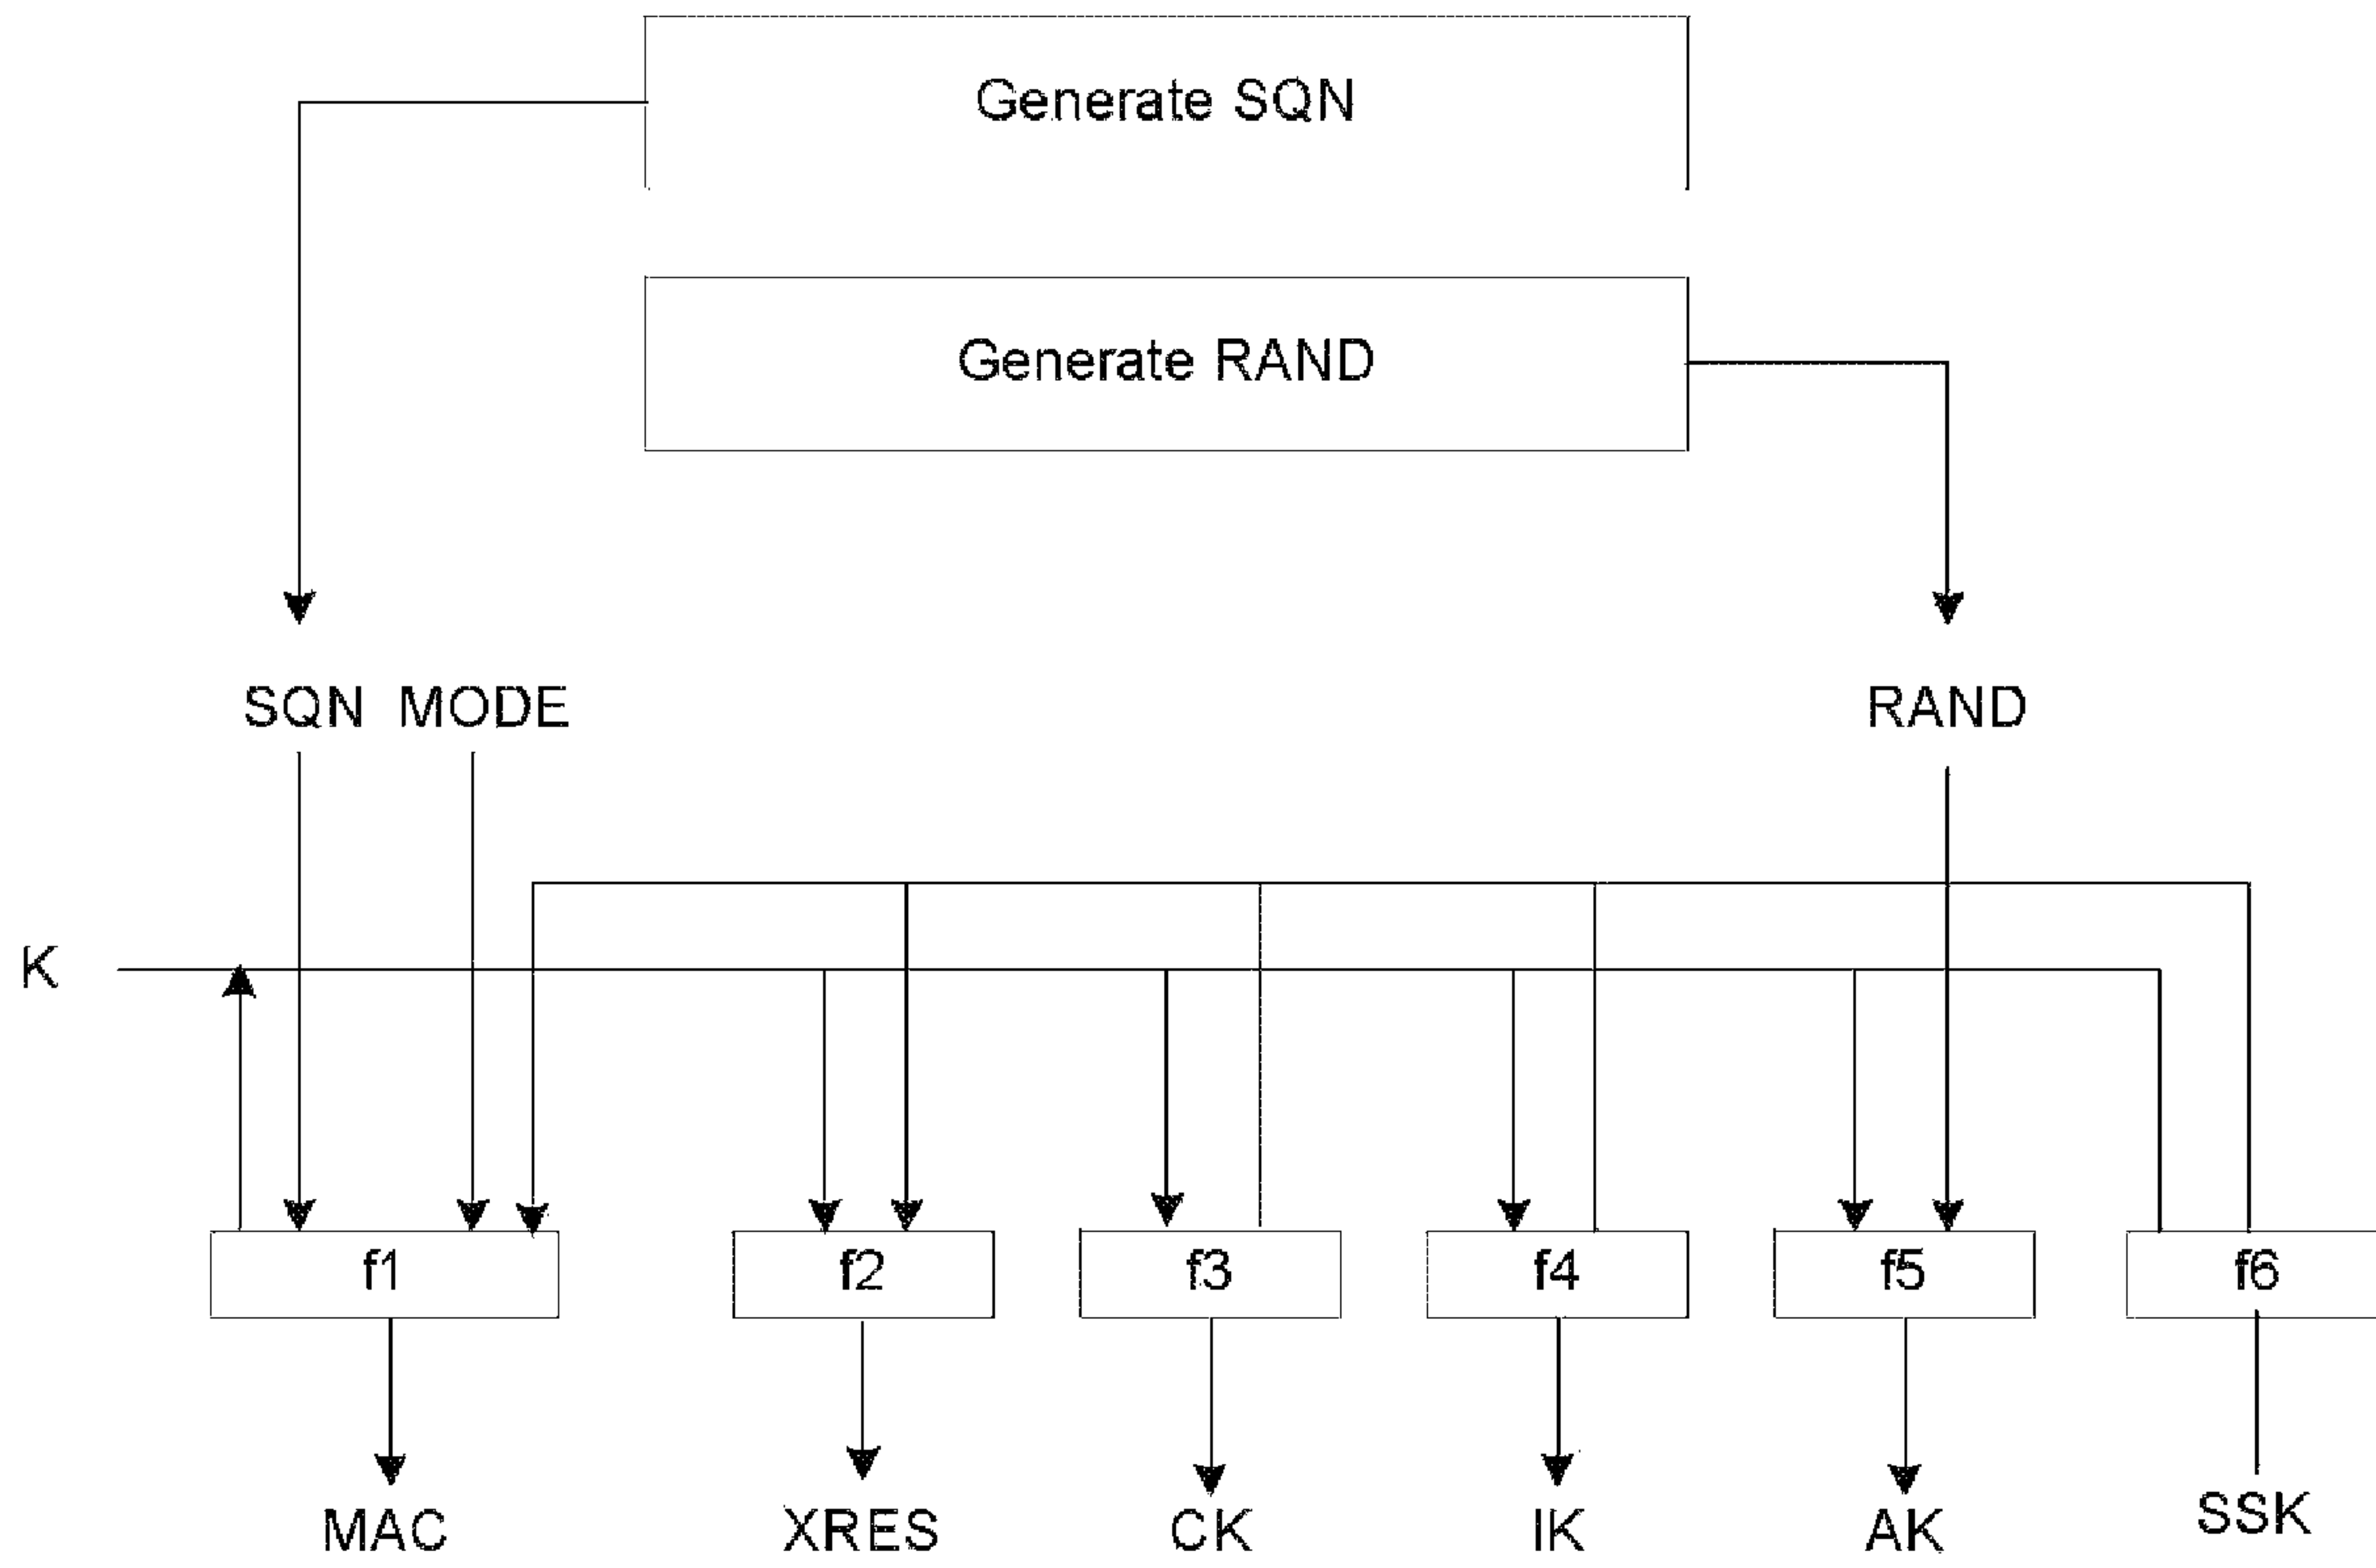 Generate SQN
Generate RAND
SQN MODE
RAND
K
f1
f2
f3
f4
f5
f6
MAC
XRES
CK
IK
AK
SSK